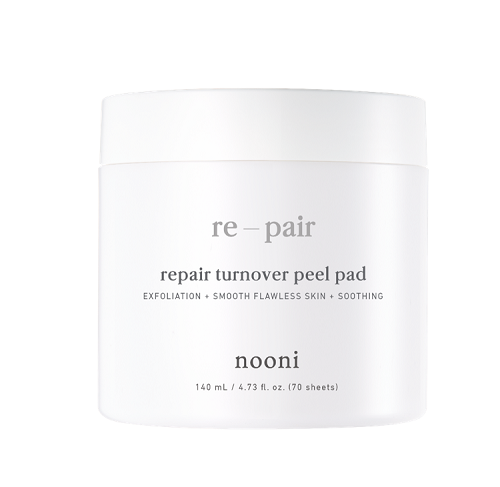 re – pair
repair turnover peel pad
EXFOLIATION + SMOOTH FLAWLESS SKIN + SOOTHING
nooni
140 mL / 4.73 fl. oz. (70 sheets)